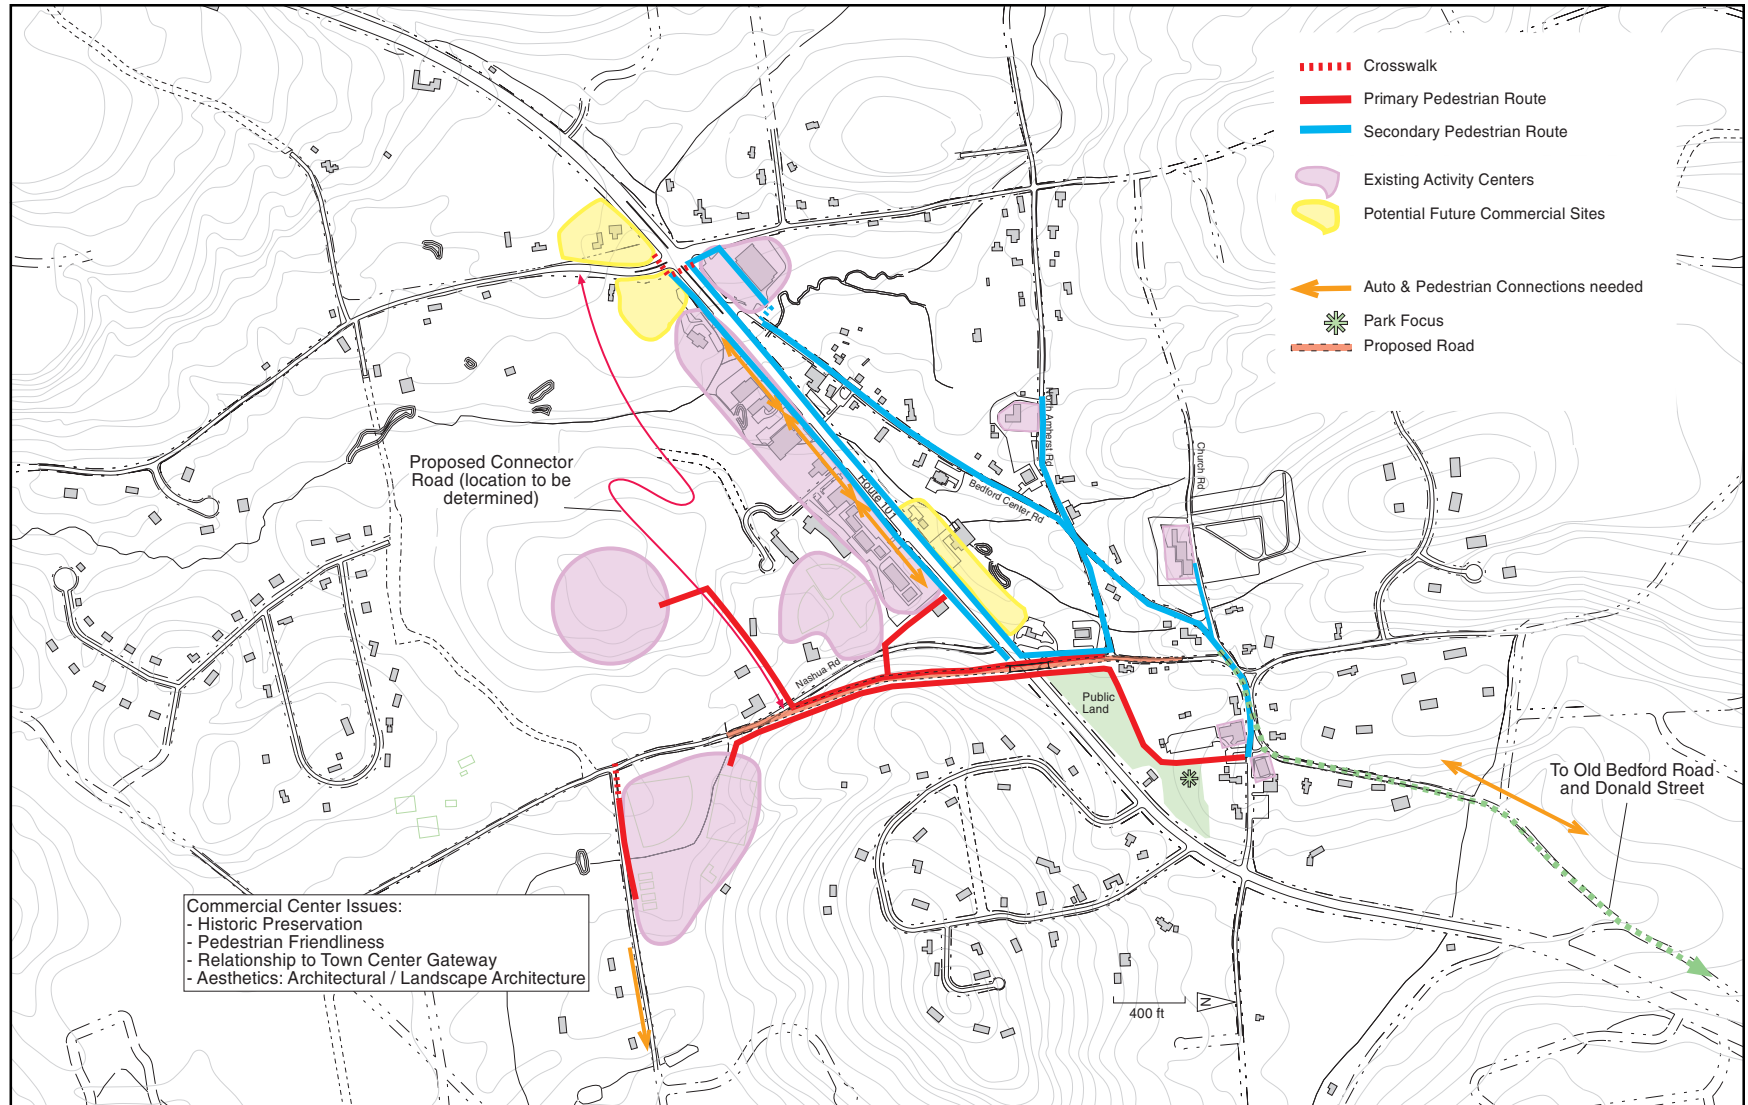 Crosswalk
Primary Pedestrian Route
Secondary Pedestrian Route
Existing Activity Centers
Potential Future Commercial Sites
Auto & Pedestrian Connections needed
Park Focus
Proposed Road
North Amherst Rd
Church Rd
Proposed Connector
Road (location to be
determined)
Route 101
Bedford Center Rd
Nashua Rd
Public
Land
To Old Bedford Road
and Donald Street
Commercial Center Issues:
- Historic Preservation
- Pedestrian Friendliness
- Relationship to Town Center Gateway
- Aesthetics: Architectural / Landscape Architecture
400 ft
N